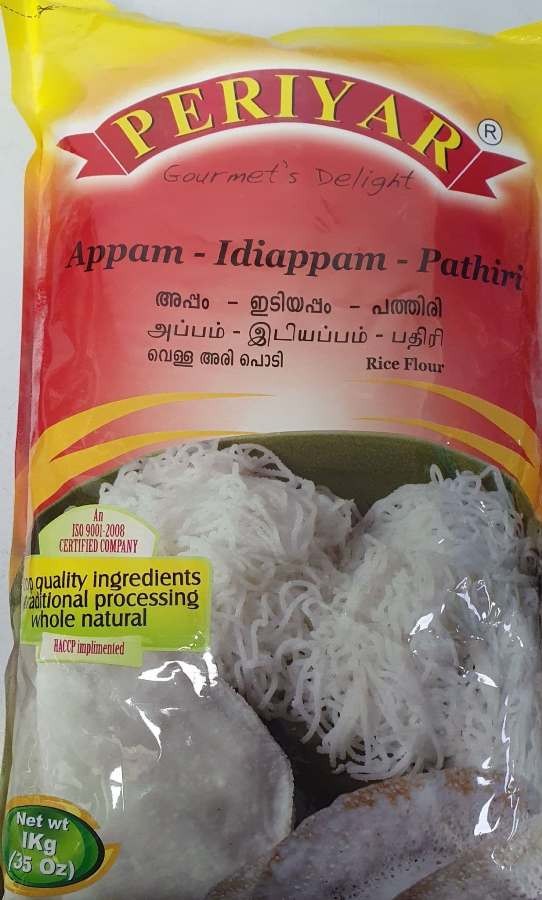 PERIYAR ®
Gourmet's Delight
Appam - Idiappam - Pathiri
അപ്പം - ഇടിയപ്പം - പത്തിരി
அப்பம் - இடியப்பம் - பதிரி
വെള്ള അരി പൊടി Rice Flour
An
ISO 9001-2008
CERTIFIED COMPANY
quality ingredients
traditional processing
whole natural
HACCP implimented
Net wt
1Kg
(35 Oz)